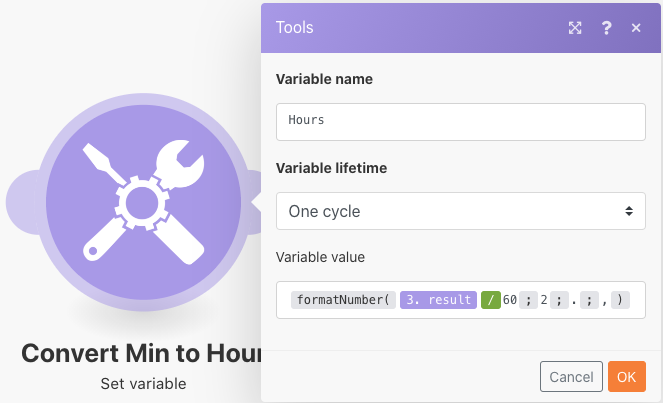 Tools
?
Variable name
Hours
Variable lifetime
One cycle
Variable value
formatNumber( 3. result / 60 ; 2 ; . ; , )
Convert Min to Hour
Set variable
Cancel OK